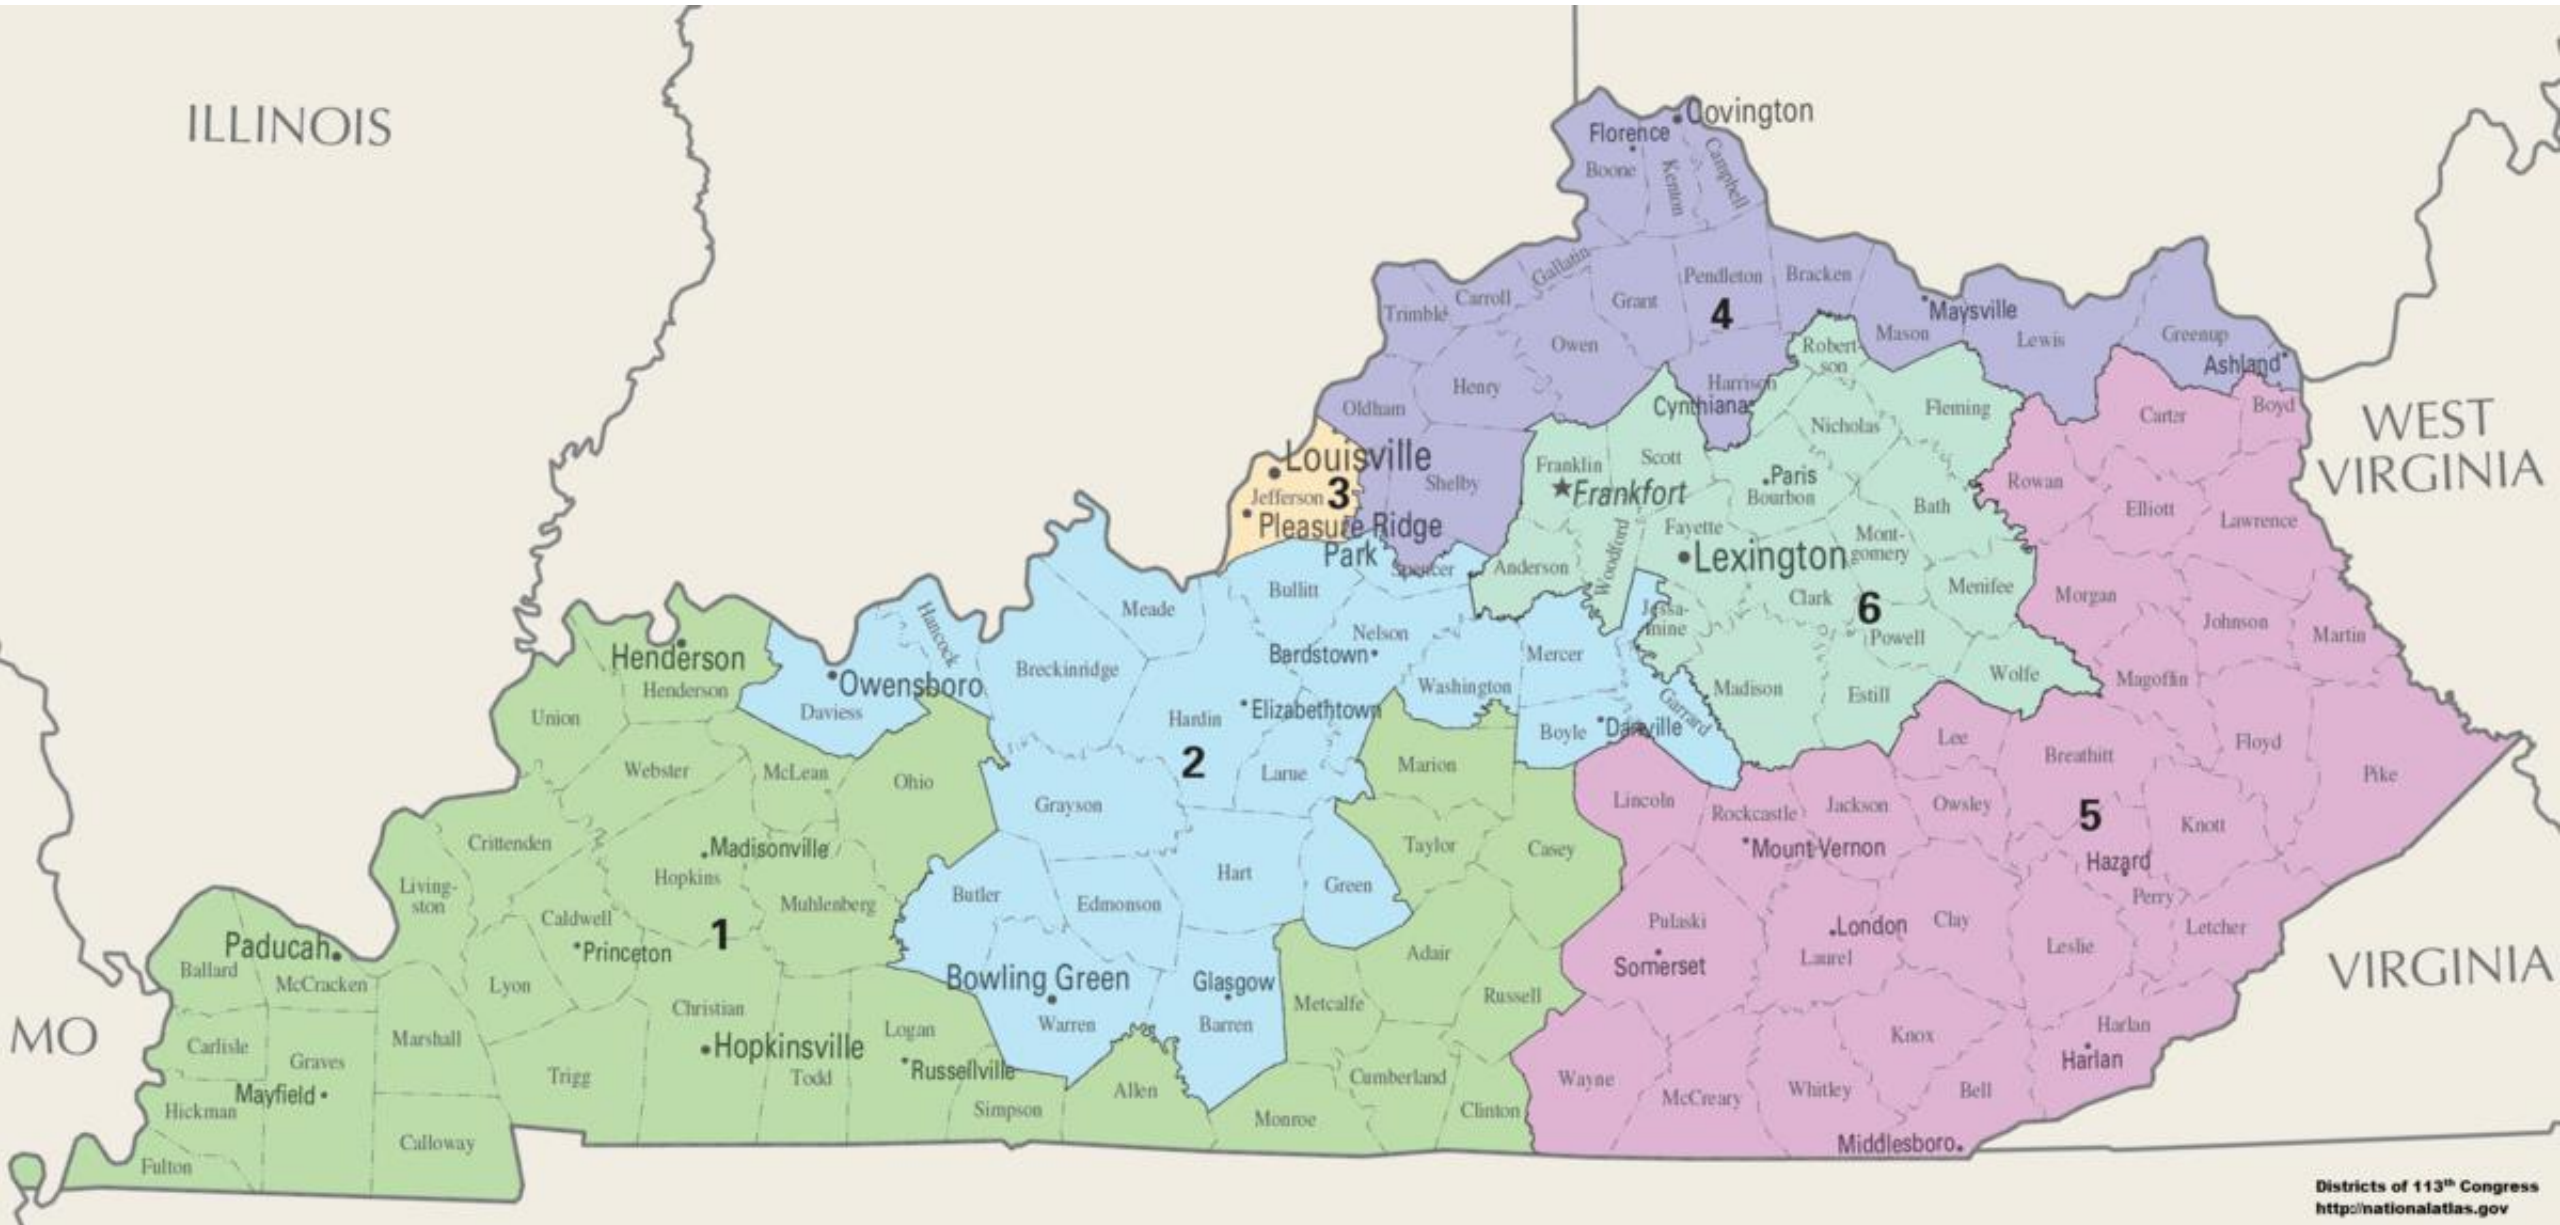 ILLINOIS
Covington
Florence
Boone
Kenton
Campbell
Gallatin
Pendleton
Bracken
Carroll
Grant
Trimble
4
Maysville
Mason
Lewis
Greenup
Owen
Robert-
son
Ashland
Henry
Harrison
Cynthiana
Oldham
Nicholas
Fleming
Carter
Boyd
WEST
VIRGINIA
Louisville
Jefferson
3
Shelby
Pleasure Ridge
Park
Franklin
Scott
Frankfort
Paris
Bourbon
Rowan
Bath
Elliott
Lawrence
Fayette
Woodford
Lexington
Mont-
gomery
Spencer
Anderson
Clark
6
Menifee
Morgan
Meade
Bullitt
Hancock
Jessa-
mine
Powell
Johnson
Martin
Nelson
Bardstown
Mercer
Henderson
Henderson
Breckinridge
Owensboro
Daviess
Washington
Madison
Estill
Wolfe
Magoffin
Union
Hardin
Elizabethtown
Boyle
Danville
Garrard
Lee
Breathitt
Floyd
Pike
2
Webster
McLean
Ohio
Larue
Marion
Grayson
Lincoln
Rockcastle
Jackson
Owsley
5
Knott
Crittenden
Madisonville
Hopkins
Taylor
Casey
Mount Vernon
Hazard
Perry
Living-
ston
Caldwell
Princeton
Muhlenberg
1
Butler
Edmonson
Hart
Green
Pulaski
Somerset
London
Laurel
Clay
Leslie
Letcher
VIRGINIA
Paducah
Ballard
McCracken
Lyon
Christian
Bowling Green
Warren
Glasgow
Barren
Adair
Metcalfe
Russell
MO
Carlisle
Graves
Marshall
Hopkinsville
Logan
Russellville
Knox
Harlan
Harlan
Mayfield
Hickman
Trigg
Todd
Simpson
Allen
Cumberland
Monroe
Clinton
Wayne
McCreary
Whitley
Bell
Fulton
Calloway
Middlesboro
Districts of 113th Congress
http://nationalatlas.gov